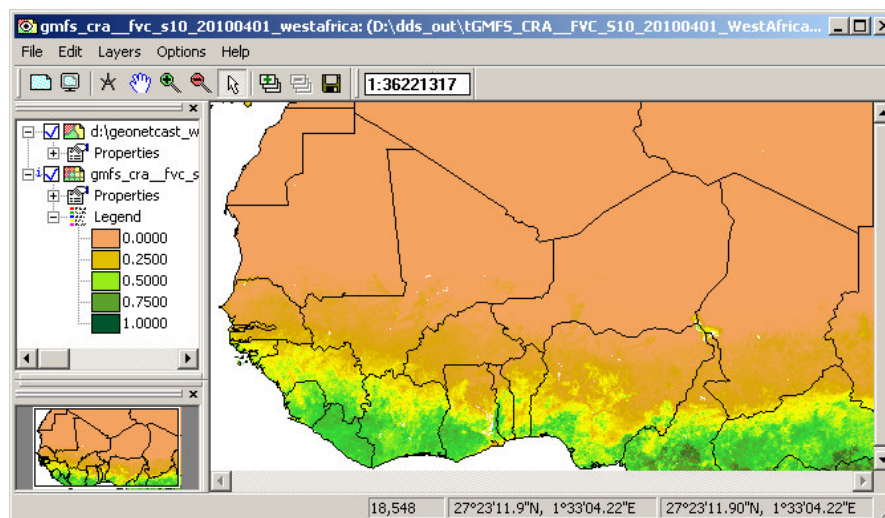 gmfs_cra__fvc_s10_20100401_westafrica: (D:\dds_out\tGMFS_CRA__FVC_S10_20100401_WestAfrica...
File Edit Layers Options Help
1:36221317
d:\geonetcast_w
Properties
gmfs_cra__fvc_s
Properties
Legend
0.0000
0.2500
0.5000
0.7500
1.0000
18,548 27°23'11.9"N, 1°33'04.22"E 27°23'11.90"N, 1°33'04.22"E